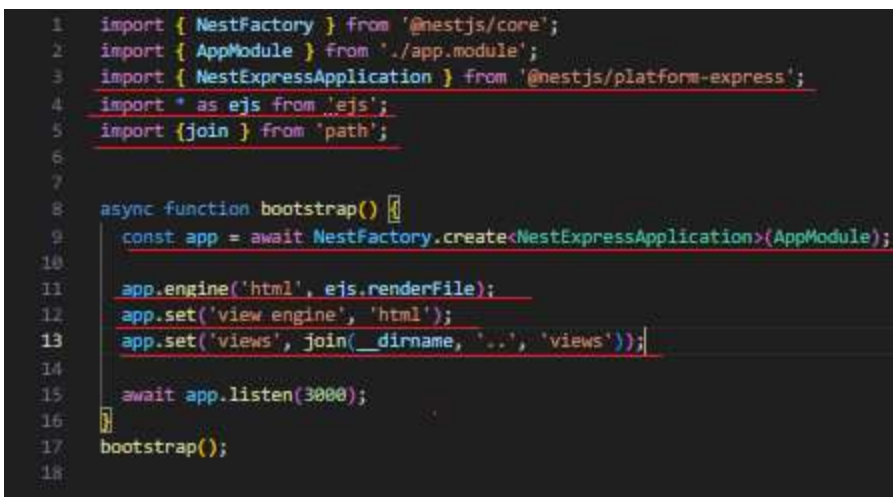 1 import { NestFactory } from '@nestjs/core';
2 import { AppModule } from './app.module';
3 import { NestExpressApplication } from '@nestjs/platform-express';
4 import * as ejs from 'ejs';
5 import {join } from 'path';
6
7
8 async function bootstrap() {
9 const app = await NestFactory.create<NestExpressApplication>(AppModule);
10
11 app.engine('html', ejs.renderFile);
12 app.set('view engine', 'html');
13 app.set('views', join(__dirname, '..', 'views'));
14
15 await app.listen(3000);
16 }
17 bootstrap();
18